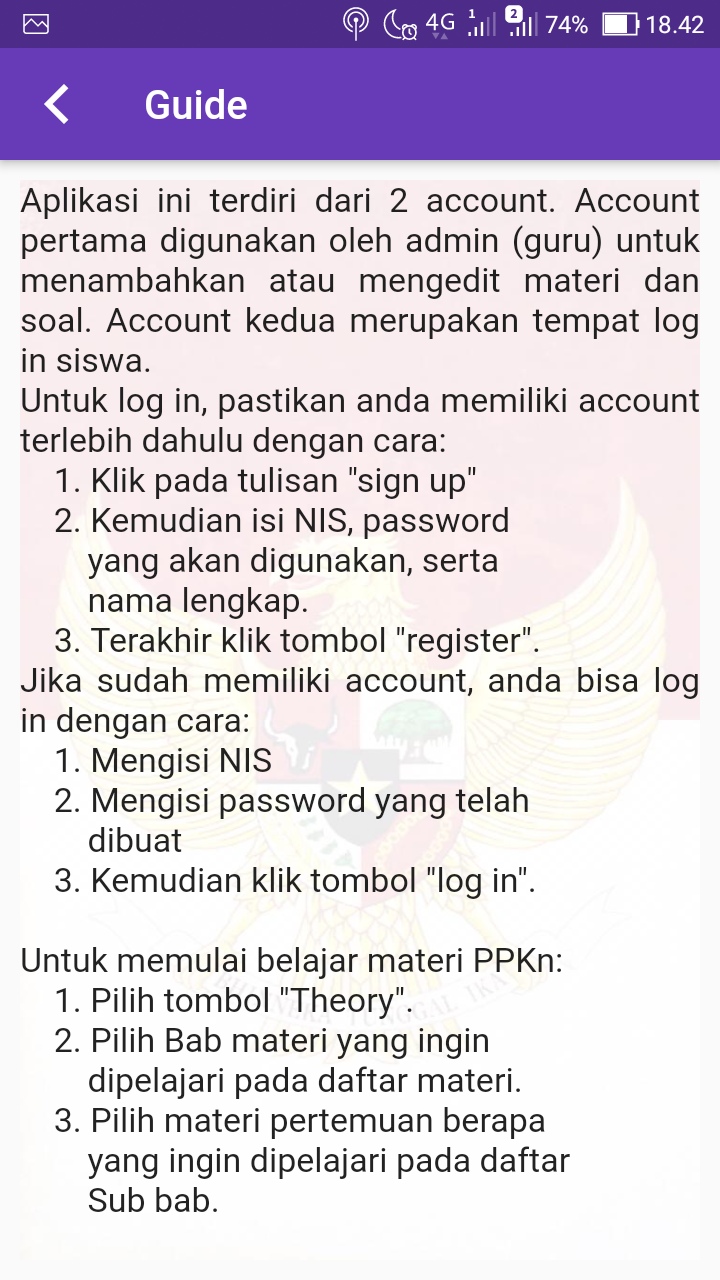 4G 1 2 74% 18.42
Guide
Aplikasi ini terdiri dari 2 account. Account
pertama digunakan oleh admin (guru) untuk
menambahkan atau mengedit materi dan
soal. Account kedua merupakan tempat log
in siswa.
Untuk log in, pastikan anda memiliki account
terlebih dahulu dengan cara:
1. Klik pada tulisan "sign up"
2. Kemudian isi NIS, password
yang akan digunakan, serta
nama lengkap.
3. Terakhir klik tombol "register".
Jika sudah memiliki account, anda bisa log
in dengan cara:
1. Mengisi NIS
2. Mengisi password yang telah
dibuat
3. Kemudian klik tombol "log in".
Untuk memulai belajar materi PPKn:
1. Pilih tombol "Theory".
2. Pilih Bab materi yang ingin
dipelajari pada daftar materi.
3. Pilih materi pertemuan berapa
yang ingin dipelajari pada daftar
Sub bab.
TUNGGAL IKA